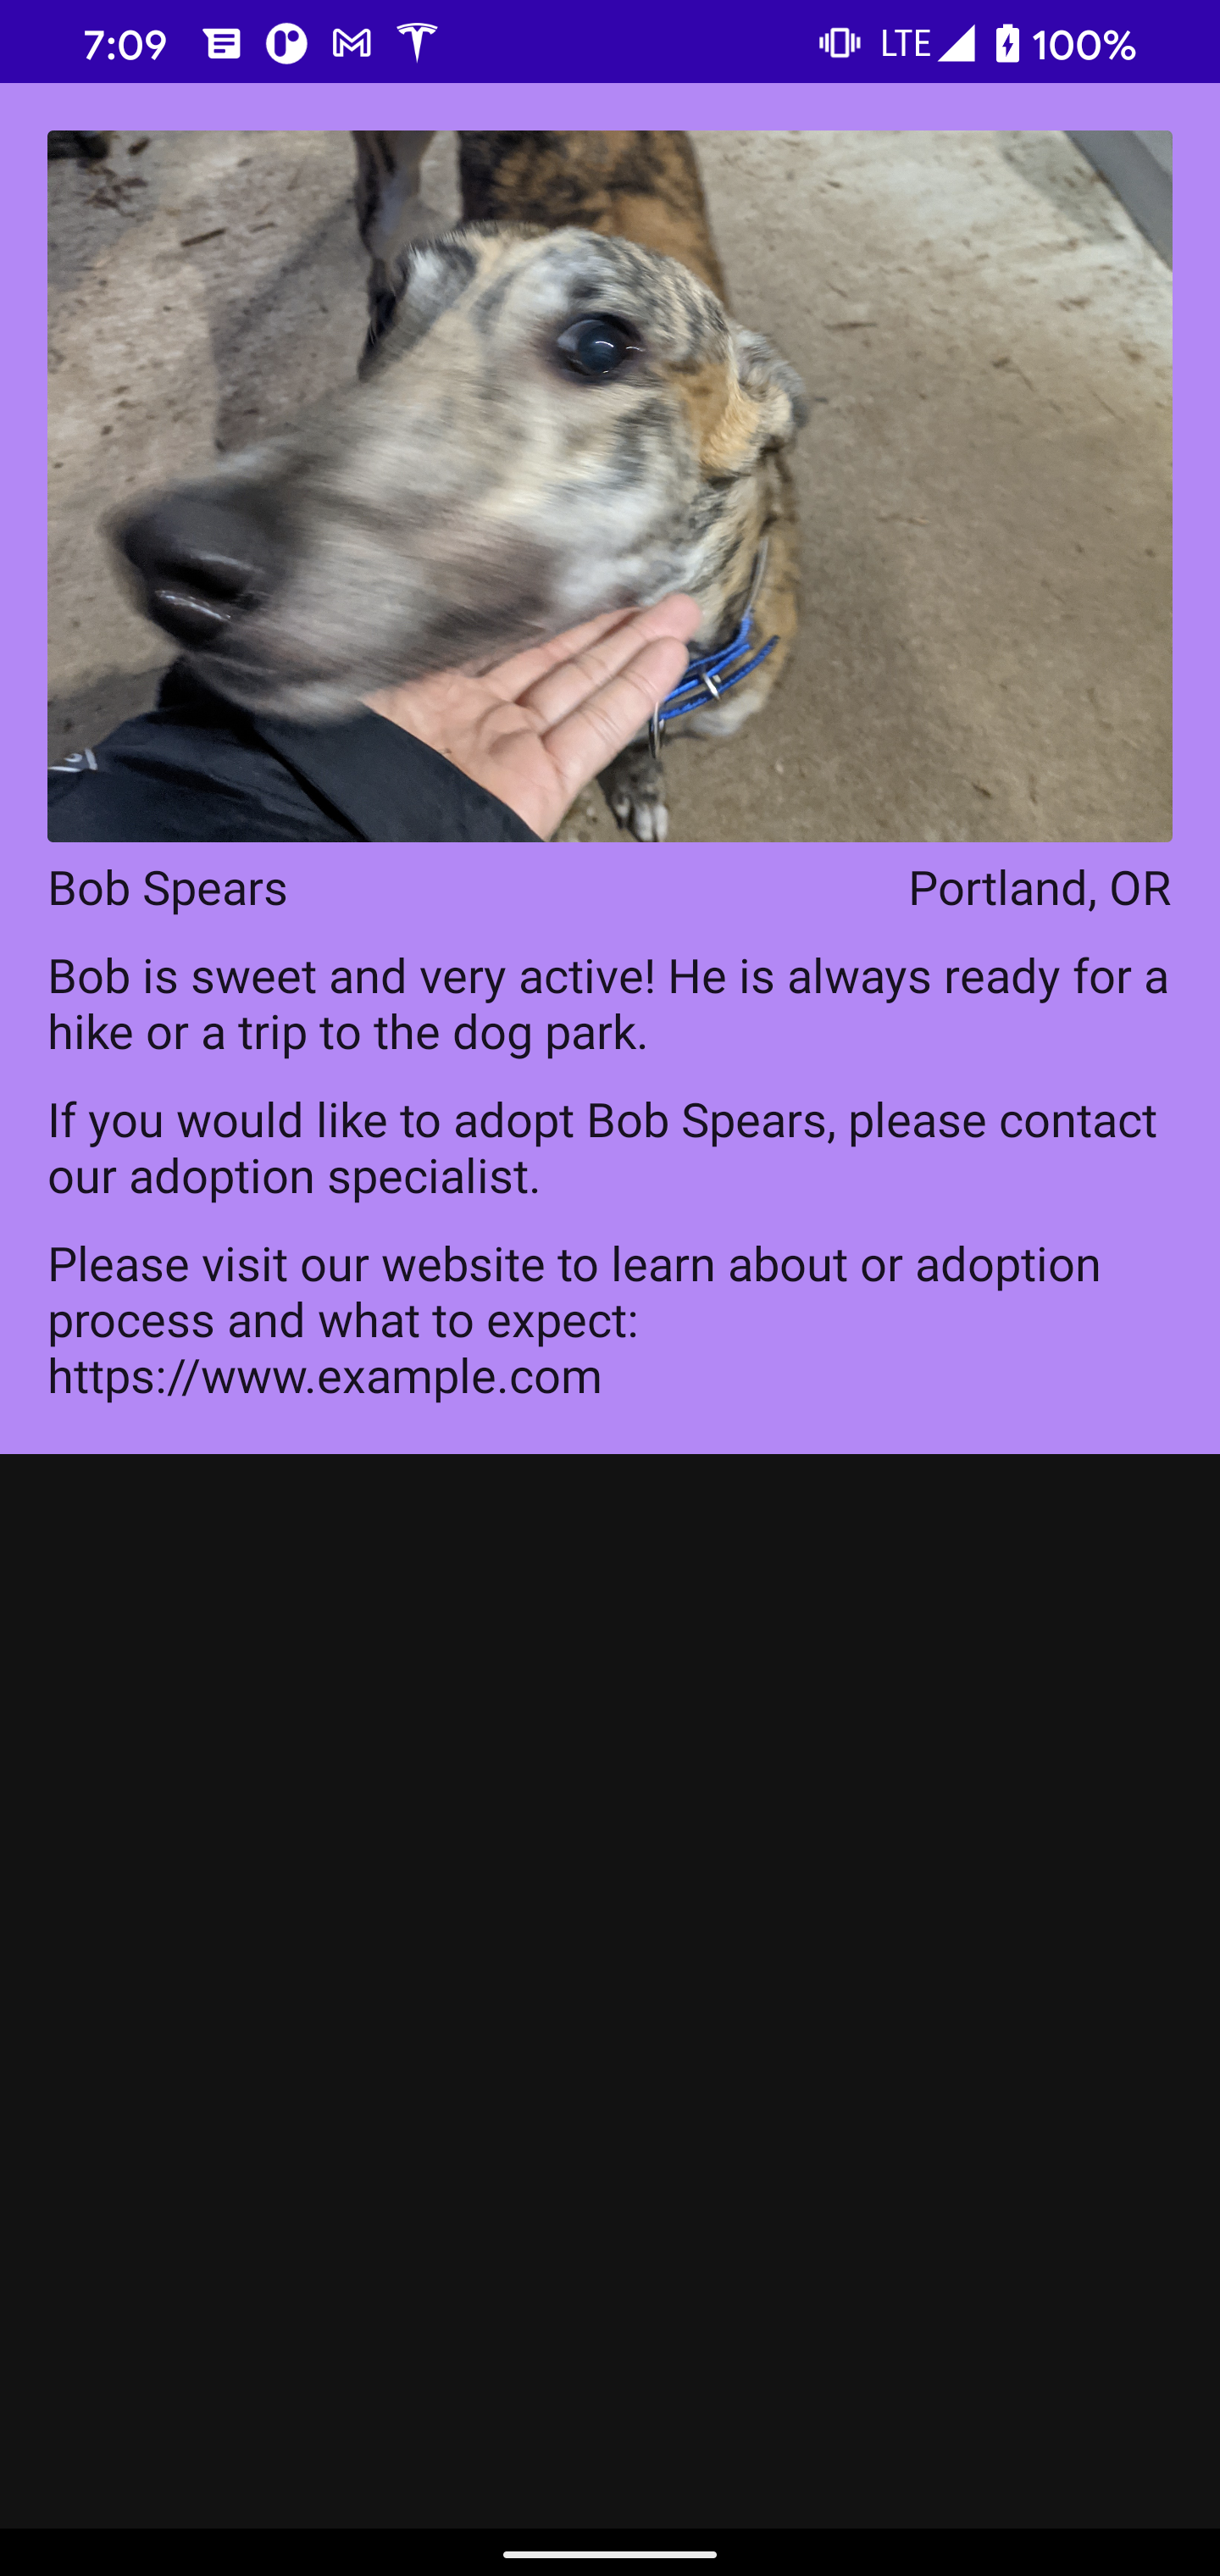 7:09 LTE 100%
Bob Spears Portland, OR
Bob is sweet and very active! He is always ready for a
hike or a trip to the dog park.
If you would like to adopt Bob Spears, please contact
our adoption specialist.
Please visit our website to learn about or adoption
process and what to expect:
https://www.example.com